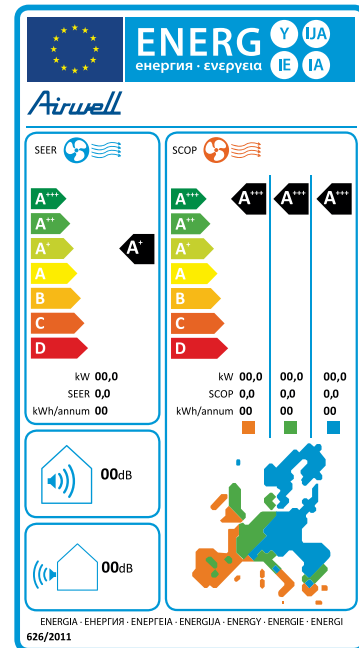 ENERG Y IJA
енергия · ενεργεια IE IA
Airwell
SEER
A+++
A++
A+
A
B
C
D
A+
kW 00,0
SEER 0,0
kWh/annum 00
SCOP
A+++
A++
A+
A
B
C
D
A+++ A+++ A+++
kW 00,0 00,0 00,0
SCOP 0,0 0,0 0,0
kWh/annum 00 00 00
00dB
00dB
ENERGIA · ЕНЕРГИЯ · ΕΝΕΡΓΕΙΑ · ENERGIJA · ENERGY · ENERGIE · ENERGI
626/2011